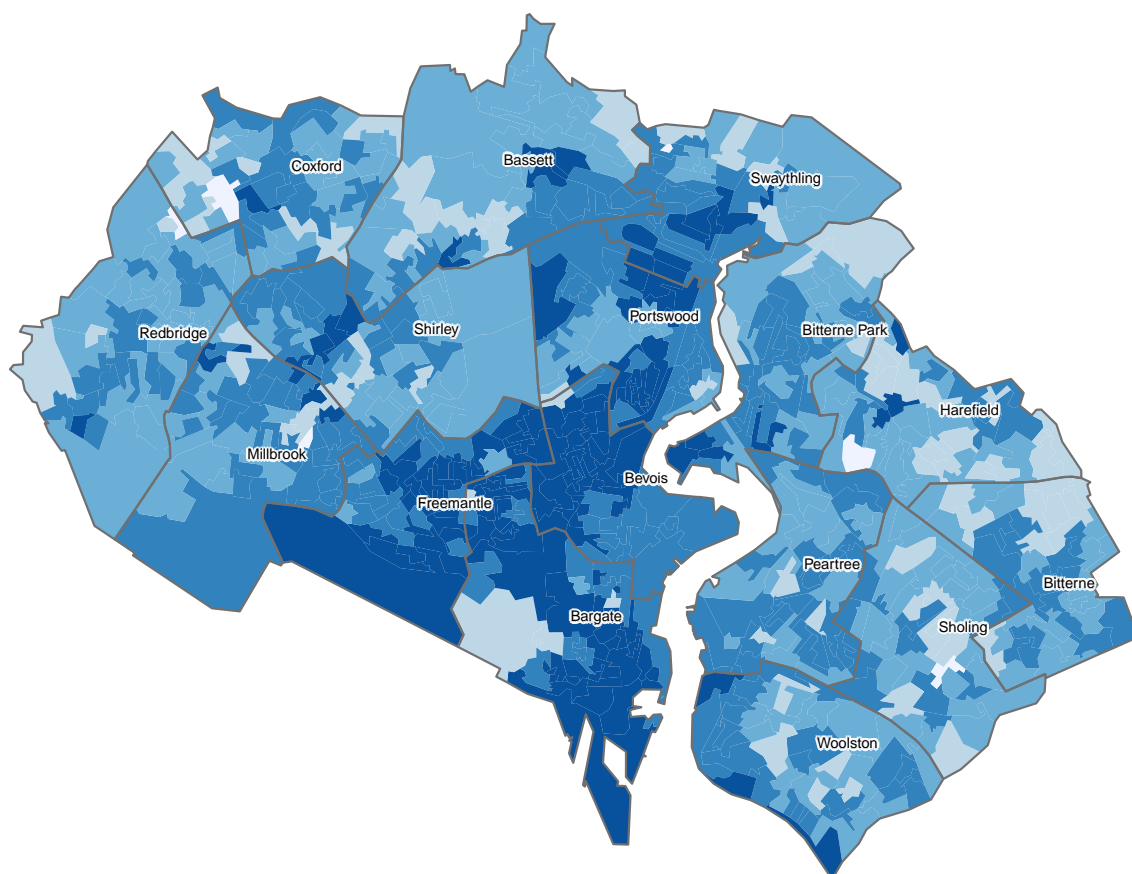 Bassett
Coxford
Swaythling
Portswood
Shirley
Bitterne Park
Redbridge
Harefield
Millbrook
Bevois
Freemantle
Peartree
Bitterne
Bargate
Sholing
Woolston